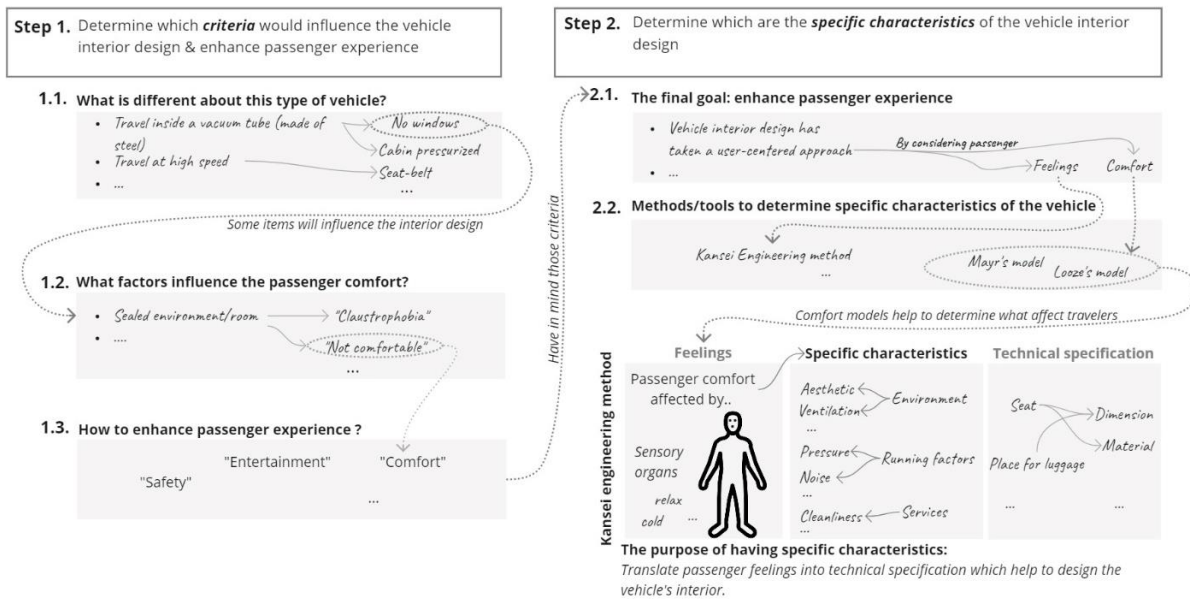 Step 1. Determine which criteria would influence the vehicle
interior design & enhance passenger experience
1.1. What is different about this type of vehicle?
• Travel inside a vacuum tube (made of
steel)
No windows
Cabin pressurized
• Travel at high speed
Seat-belt
• ...
...
Some items will influence the interior design
1.2. What factors influence the passenger comfort?
• Sealed environment/room
"Claustrophobia"
• ....
"Not comfortable"
...
1.3. How to enhance passenger experience ?
"Entertainment"
"Comfort"
"Safety"
...
Have in mind those criteria
Step 2. Determine which are the specific characteristics of the vehicle interior
design
2.1. The final goal: enhance passenger experience
• Vehicle interior design has
taken a user-centered approach
By considering passenger
Feelings
Comfort
• ...
2.2. Methods/tools to determine specific characteristics of the vehicle
Kansei Engineering method
...
Mayr's model
Looze's model
Comfort models help to determine what affect travelers
Kansei engineering method
Feelings
Passenger comfort
affected by..
Sensory
organs
relax
cold
...
Specific characteristics
Aesthetic
Ventilation
Environment
...
Pressure
Noise
Running factors
...
Cleanliness
Services
...
Technical specification
Seat
Dimension
Material
Place for luggage
...
...
The purpose of having specific characteristics:
Translate passenger feelings into technical specification which help to design the
vehicle's interior.